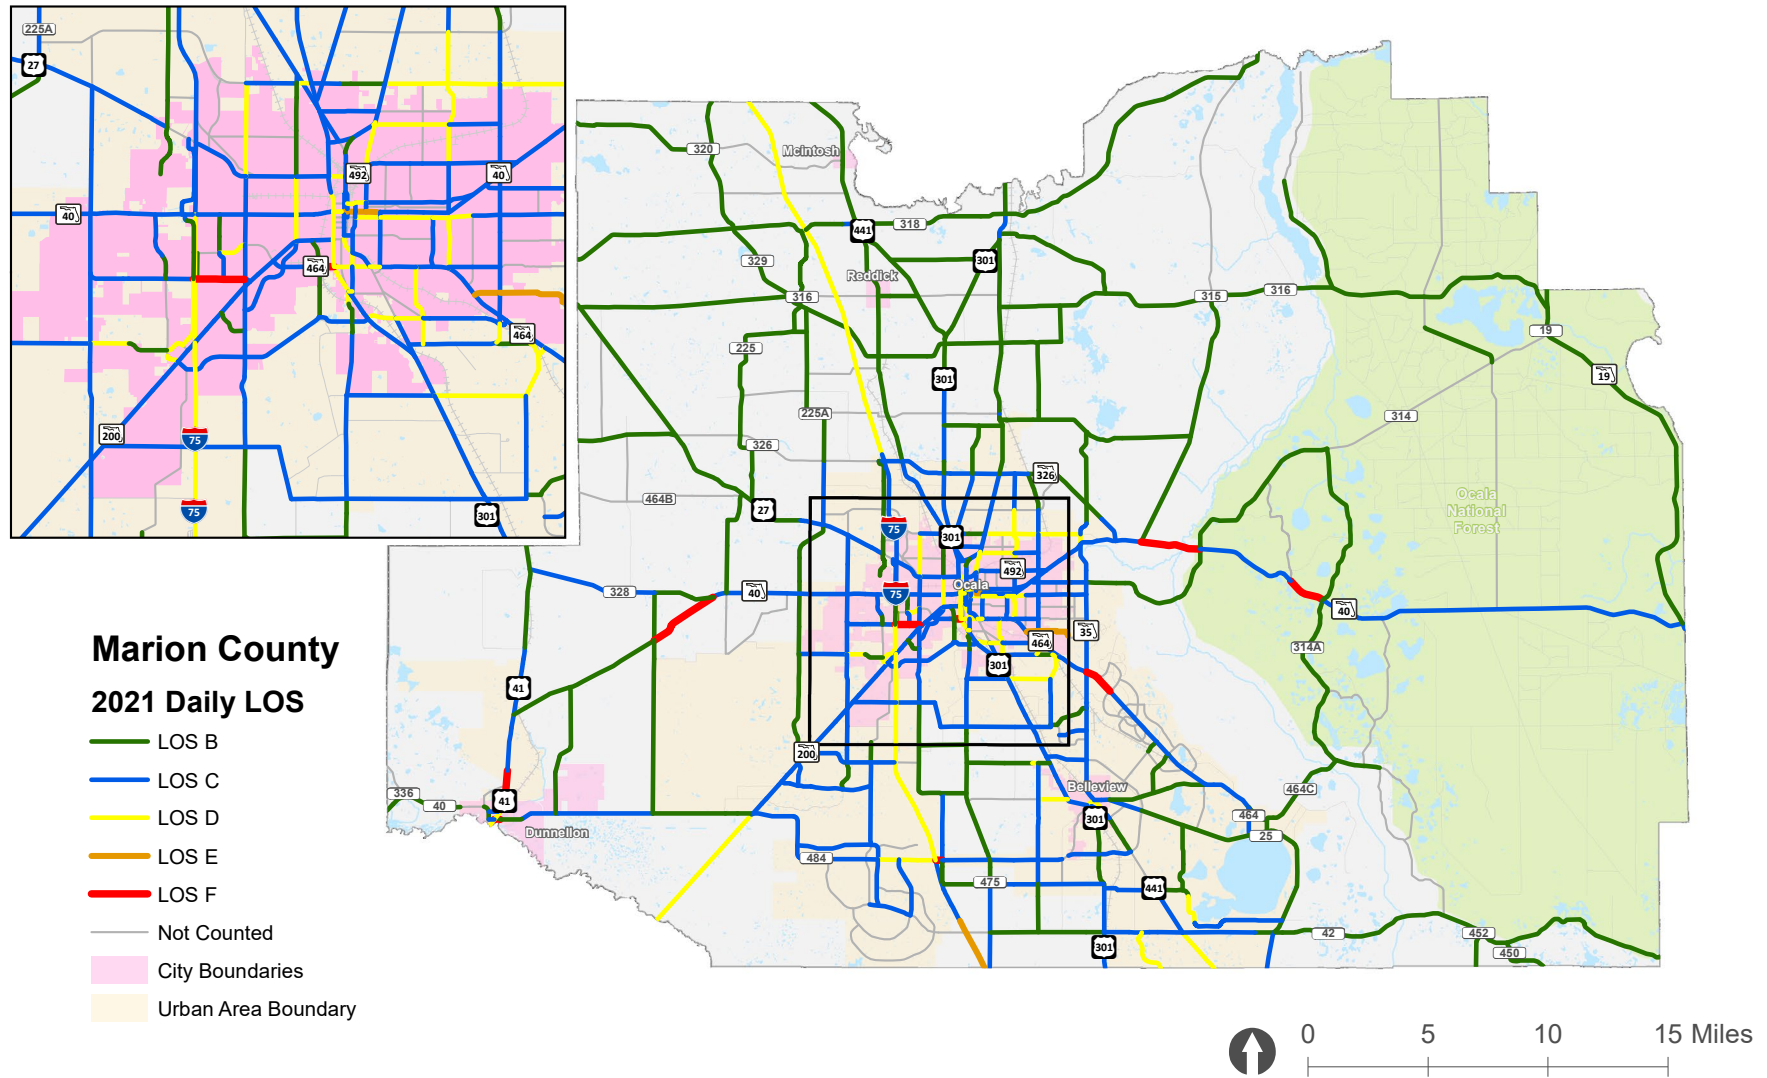 225A
27
492
40
40
464
464
200
75
75
301
McIntosh
320
441
318
329
301
Reddick
316
315
316
19
19
225
301
314
225A
326
326
464B
27
Ocala
National
Forest
75
301
492
Ocala
328
40
75
40
35
464
314A
301
41
200
336
40
41
Dunnellon
Belleview
464C
301
464
25
484
475
441
42
452
301
450
Marion County
2021 Daily LOS
LOS B
LOS C
LOS D
LOS E
LOS F
Not Counted
City Boundaries
Urban Area Boundary
0 5 10 15 Miles